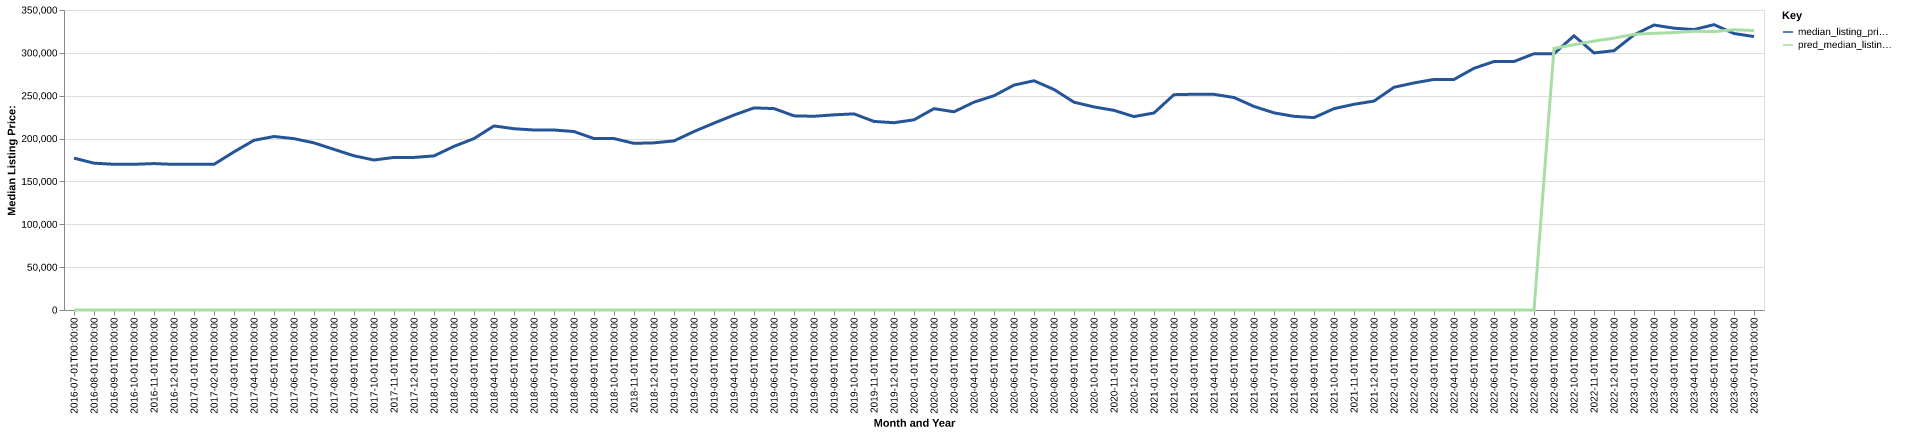 350,000
300,000
250,000
200,000
150,000
100,000
50,000
0
Median Listing Price:
2016-07-01T00:00:00
2016-08-01T00:00:00
2016-09-01T00:00:00
2016-10-01T00:00:00
2016-11-01T00:00:00
2016-12-01T00:00:00
2017-01-01T00:00:00
2017-02-01T00:00:00
2017-03-01T00:00:00
2017-04-01T00:00:00
2017-05-01T00:00:00
2017-06-01T00:00:00
2017-07-01T00:00:00
2017-08-01T00:00:00
2017-09-01T00:00:00
2017-10-01T00:00:00
2017-11-01T00:00:00
2017-12-01T00:00:00
2018-01-01T00:00:00
2018-02-01T00:00:00
2018-03-01T00:00:00
2018-04-01T00:00:00
2018-05-01T00:00:00
2018-06-01T00:00:00
2018-07-01T00:00:00
2018-08-01T00:00:00
2018-09-01T00:00:00
2018-10-01T00:00:00
2018-11-01T00:00:00
2018-12-01T00:00:00
2019-01-01T00:00:00
2019-02-01T00:00:00
2019-03-01T00:00:00
2019-04-01T00:00:00
2019-05-01T00:00:00
2019-06-01T00:00:00
2019-07-01T00:00:00
2019-08-01T00:00:00
2019-09-01T00:00:00
2019-10-01T00:00:00
2019-11-01T00:00:00
2019-12-01T00:00:00
2020-01-01T00:00:00
2020-02-01T00:00:00
2020-03-01T00:00:00
2020-04-01T00:00:00
2020-05-01T00:00:00
2020-06-01T00:00:00
2020-07-01T00:00:00
2020-08-01T00:00:00
2020-09-01T00:00:00
2020-10-01T00:00:00
2020-11-01T00:00:00
2020-12-01T00:00:00
2021-01-01T00:00:00
2021-02-01T00:00:00
2021-03-01T00:00:00
2021-04-01T00:00:00
2021-05-01T00:00:00
2021-06-01T00:00:00
2021-07-01T00:00:00
2021-08-01T00:00:00
2021-09-01T00:00:00
2021-10-01T00:00:00
2021-11-01T00:00:00
2021-12-01T00:00:00
2022-01-01T00:00:00
2022-02-01T00:00:00
2022-03-01T00:00:00
2022-04-01T00:00:00
2022-05-01T00:00:00
2022-06-01T00:00:00
2022-07-01T00:00:00
2022-08-01T00:00:00
2022-09-01T00:00:00
2022-10-01T00:00:00
2022-11-01T00:00:00
2022-12-01T00:00:00
2023-01-01T00:00:00
2023-02-01T00:00:00
2023-03-01T00:00:00
2023-04-01T00:00:00
2023-05-01T00:00:00
2023-06-01T00:00:00
2023-07-01T00:00:00
Month and Year
Key
median_listing_pri…
pred_median_listin…